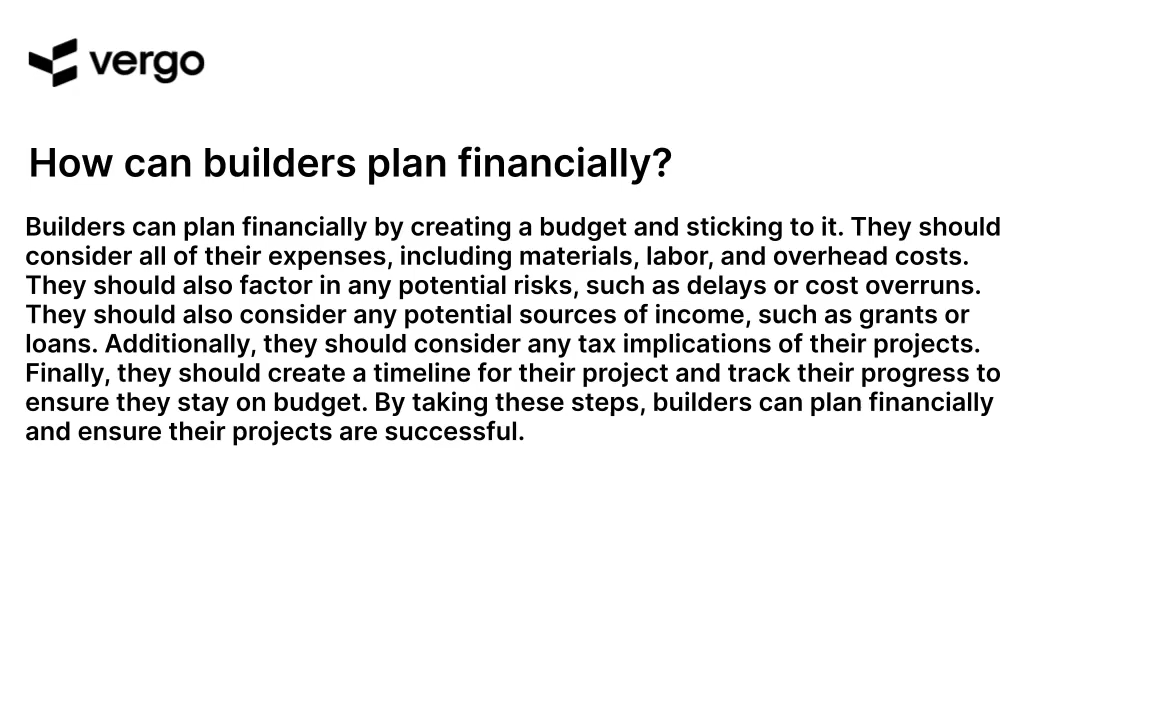 vergo
How can builders plan financially?
Builders can plan financially by creating a budget and sticking to it. They should
consider all of their expenses, including materials, labor, and overhead costs.
They should also factor in any potential risks, such as delays or cost overruns.
They should also consider any potential sources of income, such as grants or
loans. Additionally, they should consider any tax implications of their projects.
Finally, they should create a timeline for their project and track their progress to
ensure they stay on budget. By taking these steps, builders can plan financially
and ensure their projects are successful.